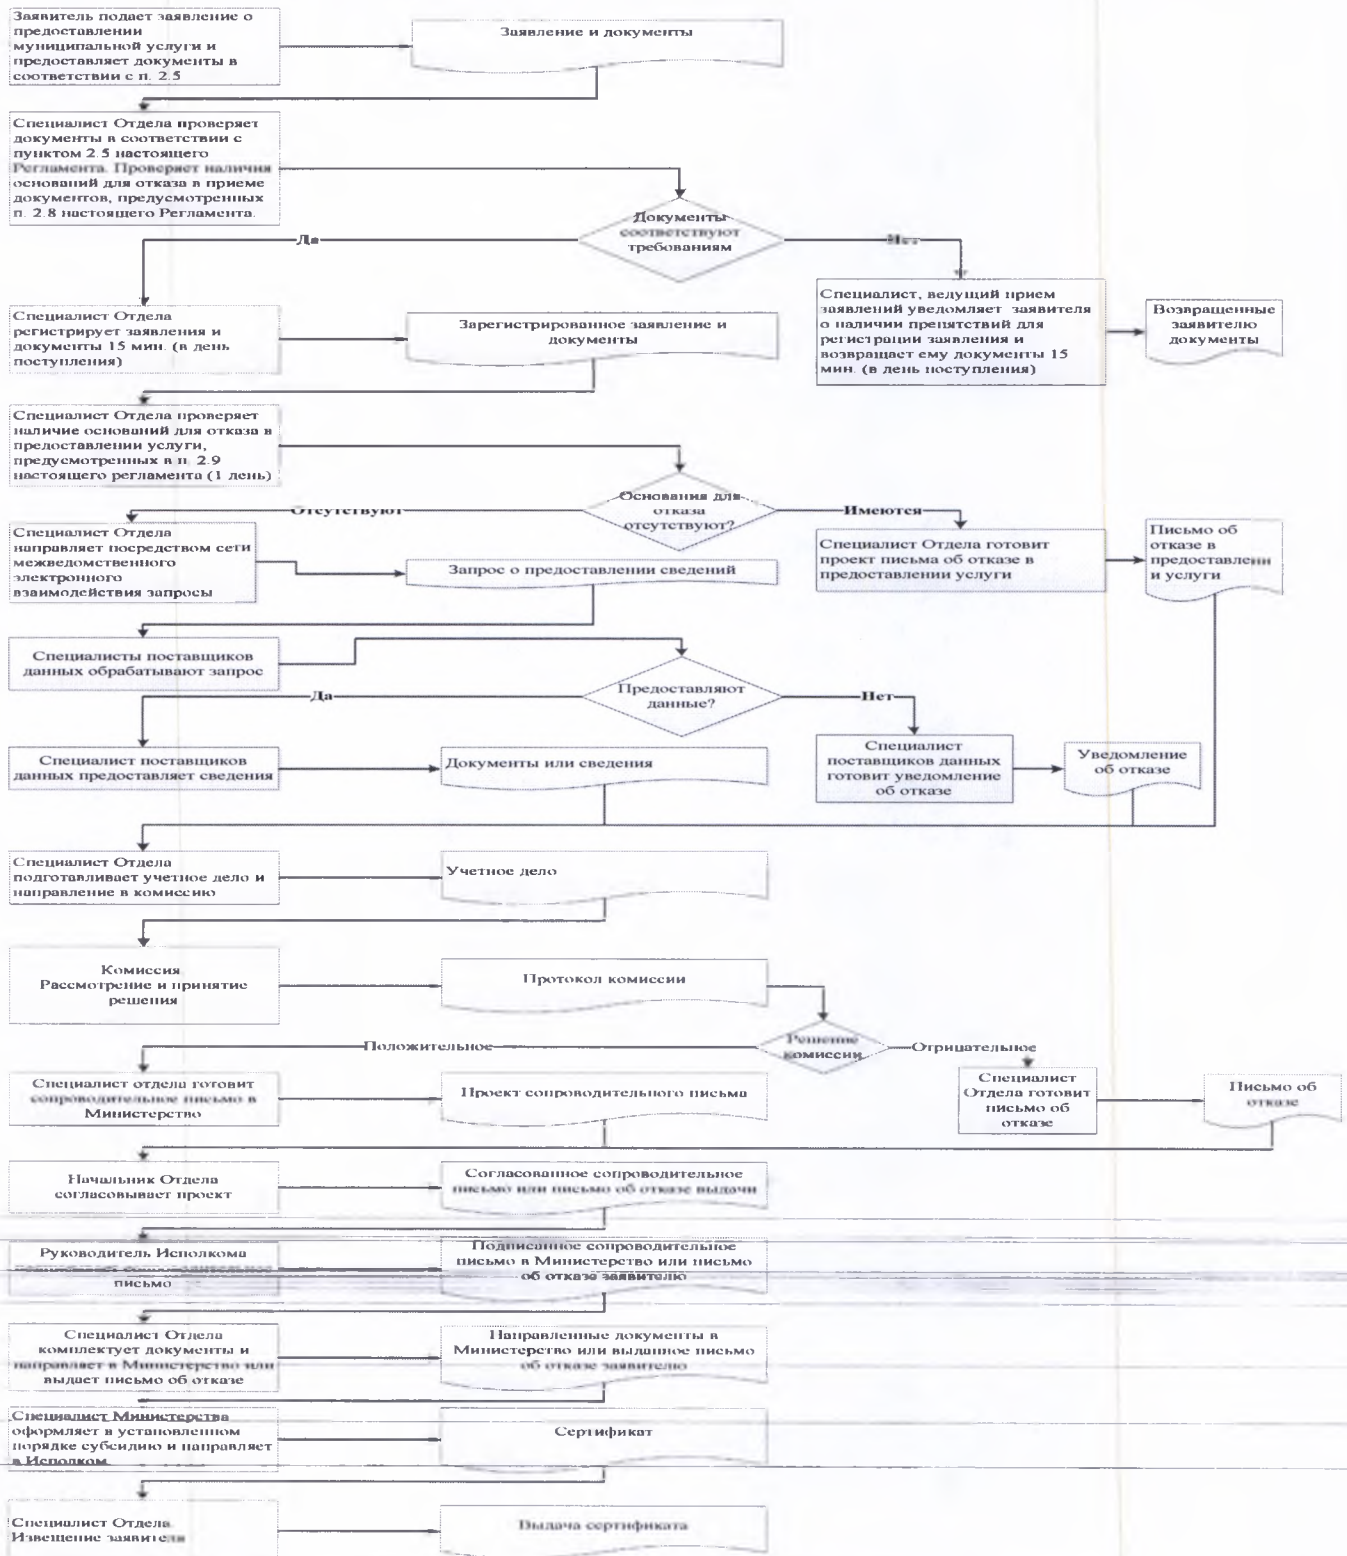 Заявитель подает заявление о
предоставлении
муниципальной услуги и
предоставляет документы в
соответствии с п. 2.5
Заявление и документы
Специалист Отдела проверяет
документы в соответствии с
пунктом 2.5 настоящего
Регламента. Проверяет наличия
оснований для отказа в приеме
документов, предусмотренных
п. 2.8 настоящего Регламента.
Документы
соответствуют
требованиям
Да
Нет
Специалист Отдела
регистрирует заявления и
документы 15 мин. (в день
поступления)
Зарегистрированное заявление и
документы
Специалист, ведущий прием
заявлений уведомляет заявителя
о наличии препятствий для
регистрации заявления и
возвращает ему документы 15
мин. (в день поступления)
Возвращенные
заявителю
документы
Специалист Отдела проверяет
наличие оснований для отказа в
предоставлении услуги,
предусмотренных в п. 2.9
настоящего регламента (1 день)
Основания для
отказа
отсутствуют?
Отсутствуют
Имеются
Специалист Отдела
направляет посредством сети
межведомственного
электронного
взаимодействия запросы
Запрос о предоставлении сведений
Специалист Отдела готовит
проект письма об отказе в
предоставлении услуги
Письмо об
отказе в
предоставлени
и услуги
Специалисты поставщиков
данных обрабатывают запрос
Предоставляют
данные?
Да
Нет
Специалист поставщиков
данных предоставляет сведения
Документы или сведения
Специалист
поставщиков данных
готовит уведомление
об отказе
Уведомление
об отказе
Специалист Отдела
подготавливает учетное дело и
направление в комиссию
Учетное дело
Комиссия
Рассмотрение и принятие
решения
Протокол комиссии
Решение
комиссии
Положительное
Отрицательное
Специалист отдела готовит
сопроводительное письмо в
Министерство
Проект сопроводительного письма
Специалист
Отдела готовит
письмо об
отказе
Письмо об
отказе
Начальник Отдела
согласовывает проект
Согласованное сопроводительное
письмо или письмо об отказе выдачи
Руководитель Исполкома
письмо
Подписанное сопроводительное
письмо в Министерство или письмо
об отказе заявителю
Специалист Отдела
комплектует документы и
направляет в Министерство или
выдает письмо об отказе
Направленные документы в
Министерство или выданное письмо
об отказе заявителю
Специалист Министерства
оформляет в установленном
порядке субсидию и направляет
в Исполком
Сертификат
Специалист Отдела
Извещение заявителя
Выдача сертификата